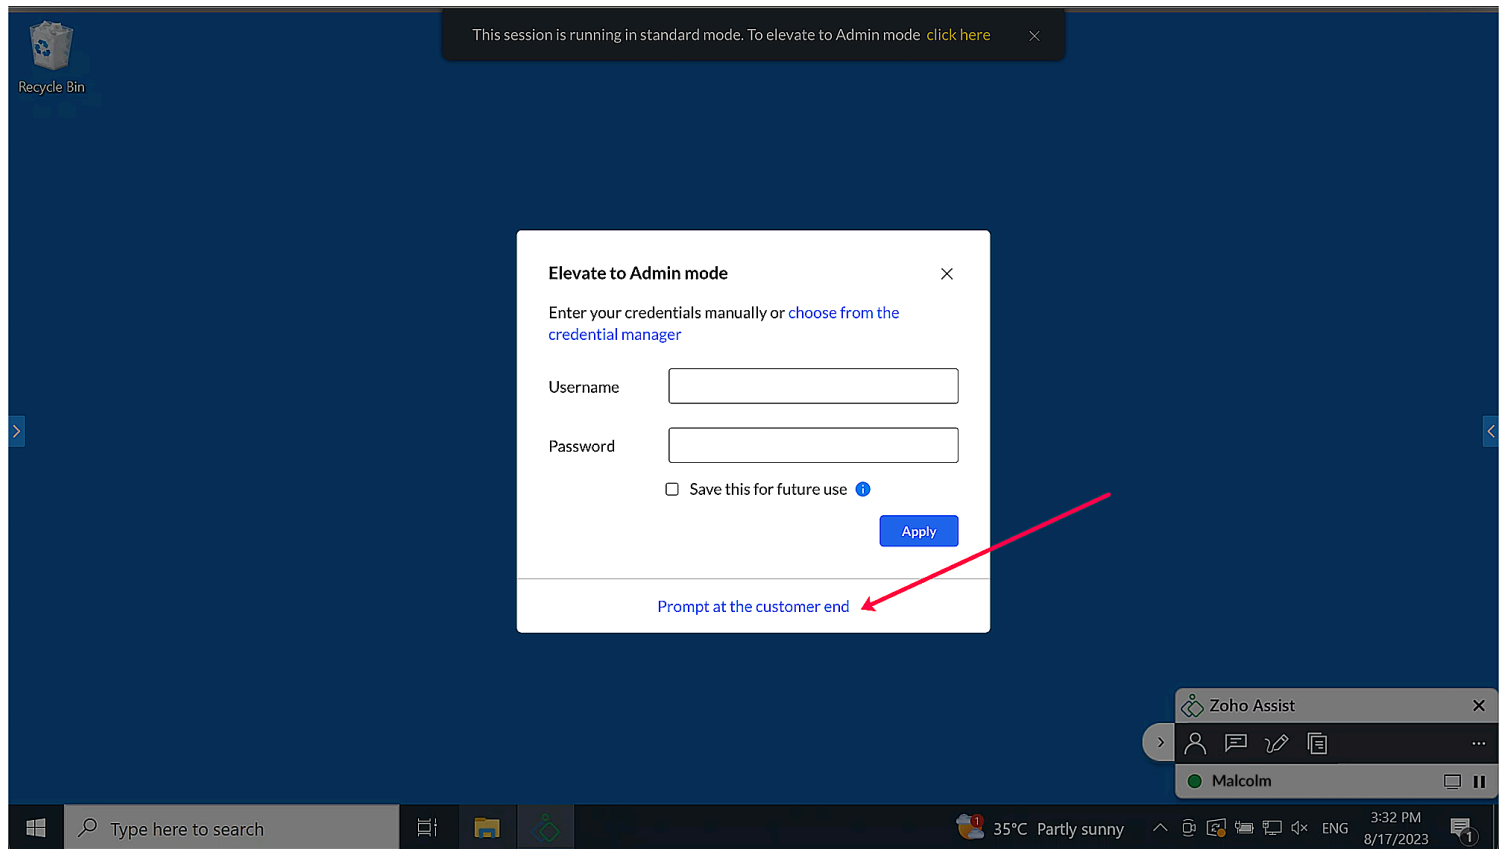 This session is running in standard mode. To elevate to Admin mode click here
Recycle Bin
Elevate to Admin mode
Enter your credentials manually or choose from the
credential manager
Username
Password
Save this for future use
Apply
Prompt at the customer end
Zoho Assist
Malcolm
Type here to search
1
35°C Partly sunny
ENG
3:32 PM
8/17/2023
1